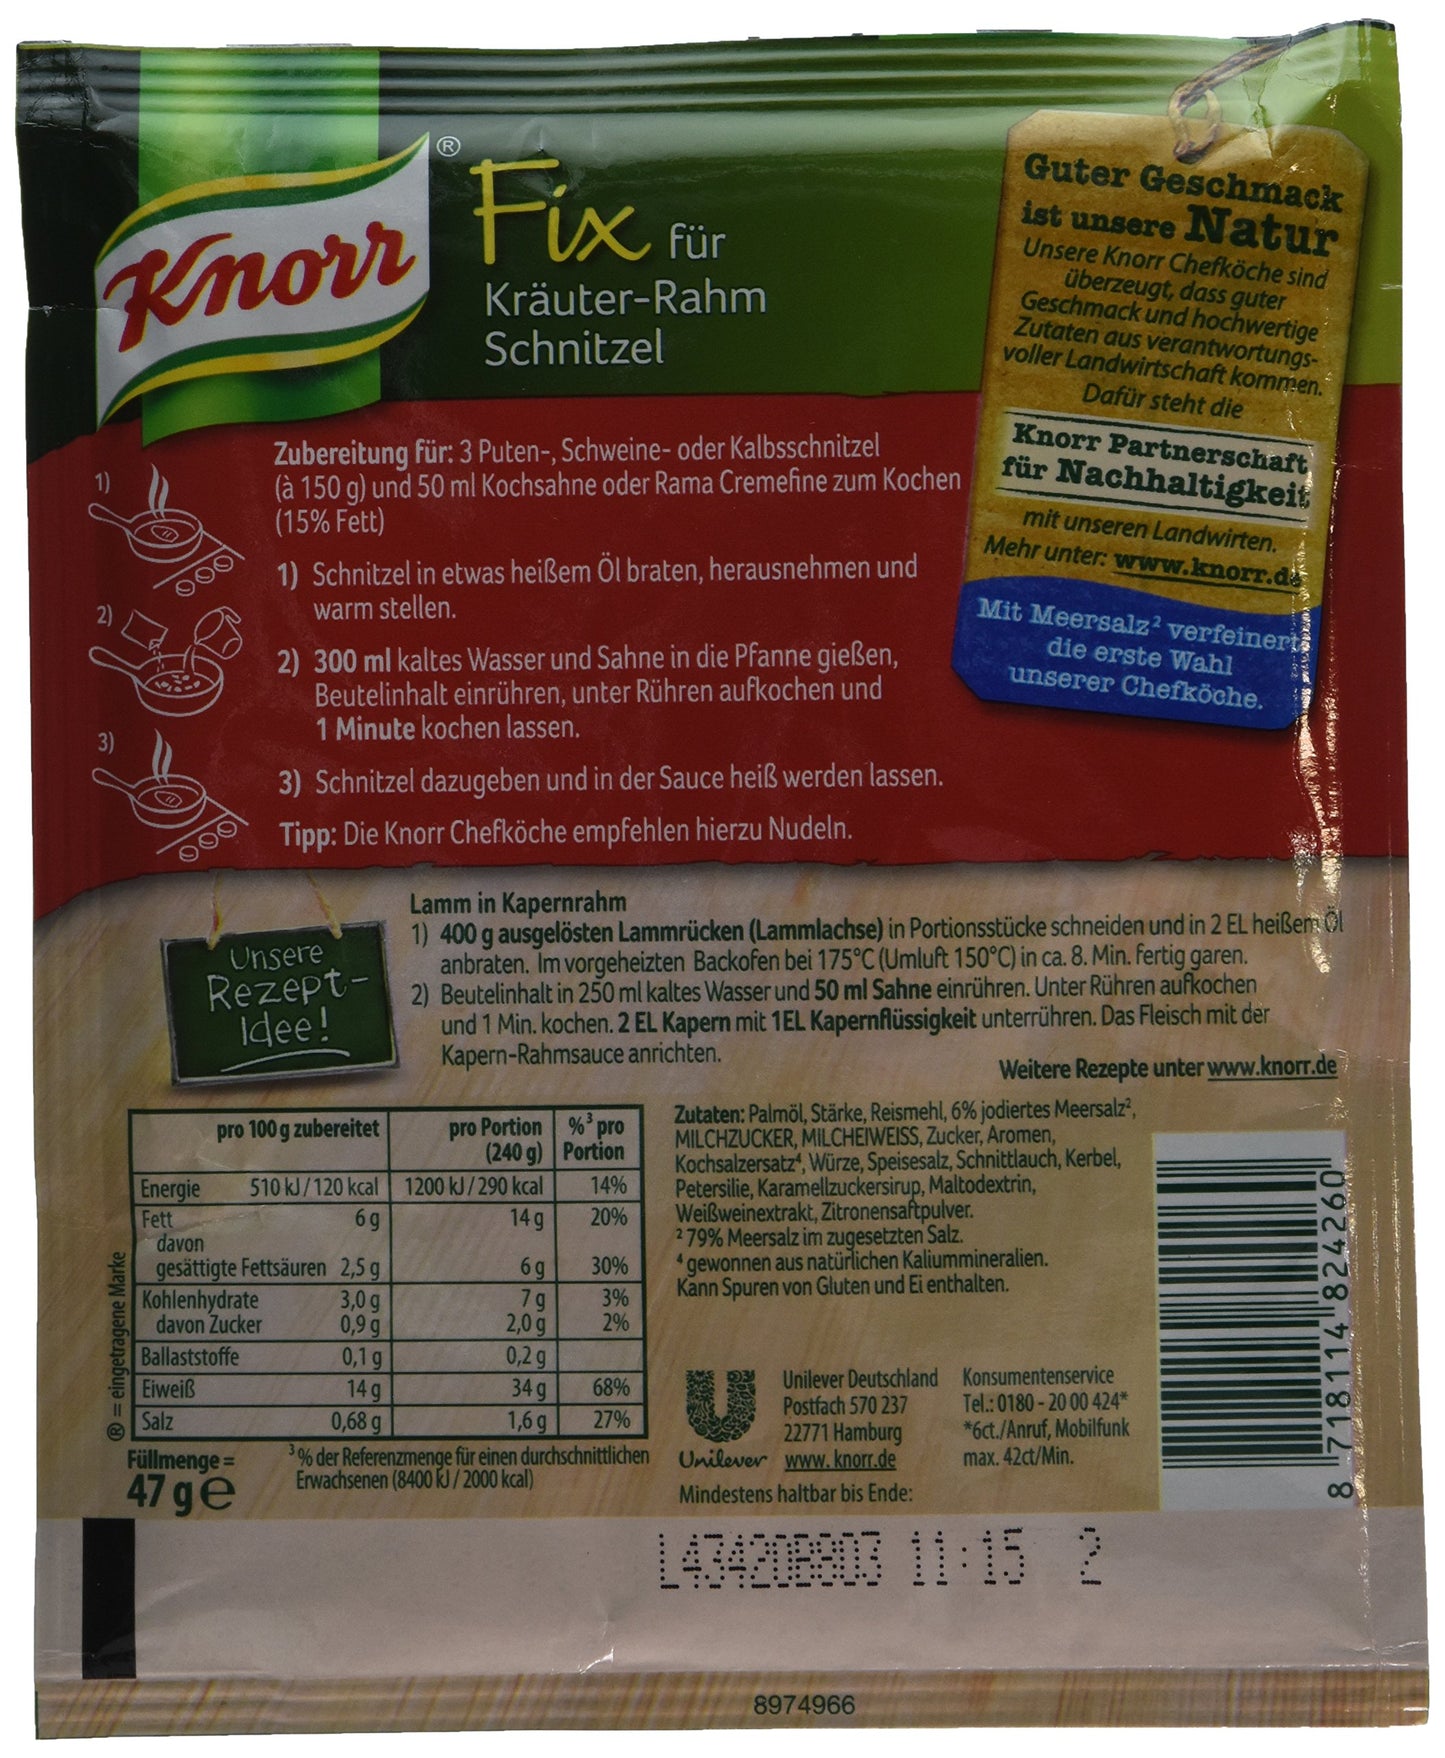 Knorr®
Fix für
Kräuter-Rahm
Schnitzel
Guter Geschmack
ist unsere Natur
Unsere Knorr Chefköche sind
überzeugt, dass guter
Geschmack und hochwertige
Zutaten aus verantwortungs-
voller Landwirtschaft kommen.
Dafür steht die
Knorr Partnerschaft
für Nachhaltigkeit
mit unseren Landwirten.
Mehr unter: www.knorr.de
Mit Meersalz² verfeinert
die erste Wahl
unserer Chefköche.
Zubereitung für: 3 Puten-, Schweine- oder Kalbsschnitzel
(à 150 g) und 50 ml Kochsahne oder Rama Cremefine zum Kochen
(15% Fett)
1)
1) Schnitzel in etwas heißem Öl braten, herausnehmen und
warm stellen.
2)
2) 300 ml kaltes Wasser und Sahne in die Pfanne gießen,
Beutelinhalt einrühren, unter Rühren aufkochen und
1 Minute kochen lassen.
3)
3) Schnitzel dazugeben und in der Sauce heiß werden lassen.
Tipp: Die Knorr Chefköche empfehlen hierzu Nudeln.
Unsere
Rezept-
Idee!
Lamm in Kapernrahm
1) 400 g ausgelösten Lammrücken (Lammlachse) in Portionsstücke schneiden und in 2 EL heißem Öl
anbraten. Im vorgeheizten Backofen bei 175°C (Umluft 150°C) in ca. 8. Min. fertig garen.
2) Beutelinhalt in 250 ml kaltes Wasser und 50 ml Sahne einrühren. Unter Rühren aufkochen
und 1 Min. kochen. 2 EL Kapern mit 1EL Kapernflüssigkeit unterrühren. Das Fleisch mit der
Kapern-Rahmsauce anrichten.
Weitere Rezepte unter www.knorr.de
pro 100 g zubereitet pro Portion (240 g) %³ pro Portion
Energie 510 kJ / 120 kcal 1200 kJ / 290 kcal 14%
Fett 6 g 14 g 20%
davon
gesättigte Fettsäuren 2,5 g 6 g 30%
Kohlenhydrate 3,0 g 7 g 3%
davon Zucker 0,9 g 2,0 g 2%
Ballaststoffe 0,1 g 0,2 g
Eiweiß 14 g 34 g 68%
Salz 0,68 g 1,6 g 27%
® = eingetragene Marke
Füllmenge =
47 g e
³ % der Referenzmenge für einen durchschnittlichen
Erwachsenen (8400 kJ / 2000 kcal)
Zutaten: Palmöl, Stärke, Reismehl, 6% jodiertes Meersalz²,
MILCHZUCKER, MILCHEIWEISS, Zucker, Aromen,
Kochsalzersatz⁴, Würze, Speisesalz, Schnittlauch, Kerbel,
Petersilie, Karamellzuckersirup, Maltodextrin,
Weißweinextrakt, Zitronensaftpulver.
² 79% Meersalz im zugesetzten Salz.
⁴ gewonnen aus natürlichen Kaliummineralien.
Kann Spuren von Gluten und Ei enthalten.
Unilever
Unilever Deutschland
Postfach 570 237
22771 Hamburg
www.knorr.de
Konsumentenservice
Tel.: 0180 - 20 00 424*
*6ct./Anruf, Mobilfunk
max. 42ct/Min.
Mindestens haltbar bis Ende:
8 718114 824260
11:15 2
8974966